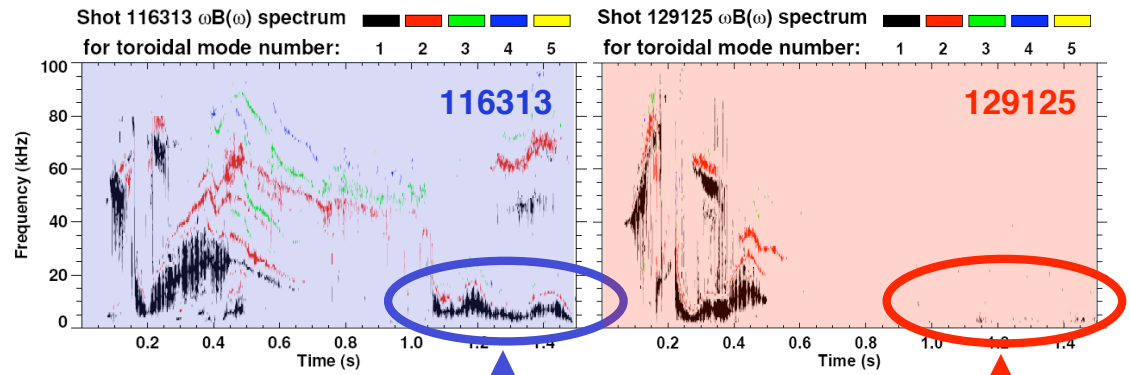 Shot 116313 ωB(ω) spectrum
for toroidal mode number: 1 2 3 4 5
116313
Frequency (kHz)
100
80
60
40
20
0
0.2 0.4 0.6 0.8 1.0 1.2 1.4
Time (s)
Shot 129125 ωB(ω) spectrum
for toroidal mode number: 1 2 3 4 5
129125
0.2 0.4 0.6 0.8 1.0 1.2 1.4
Time (s)